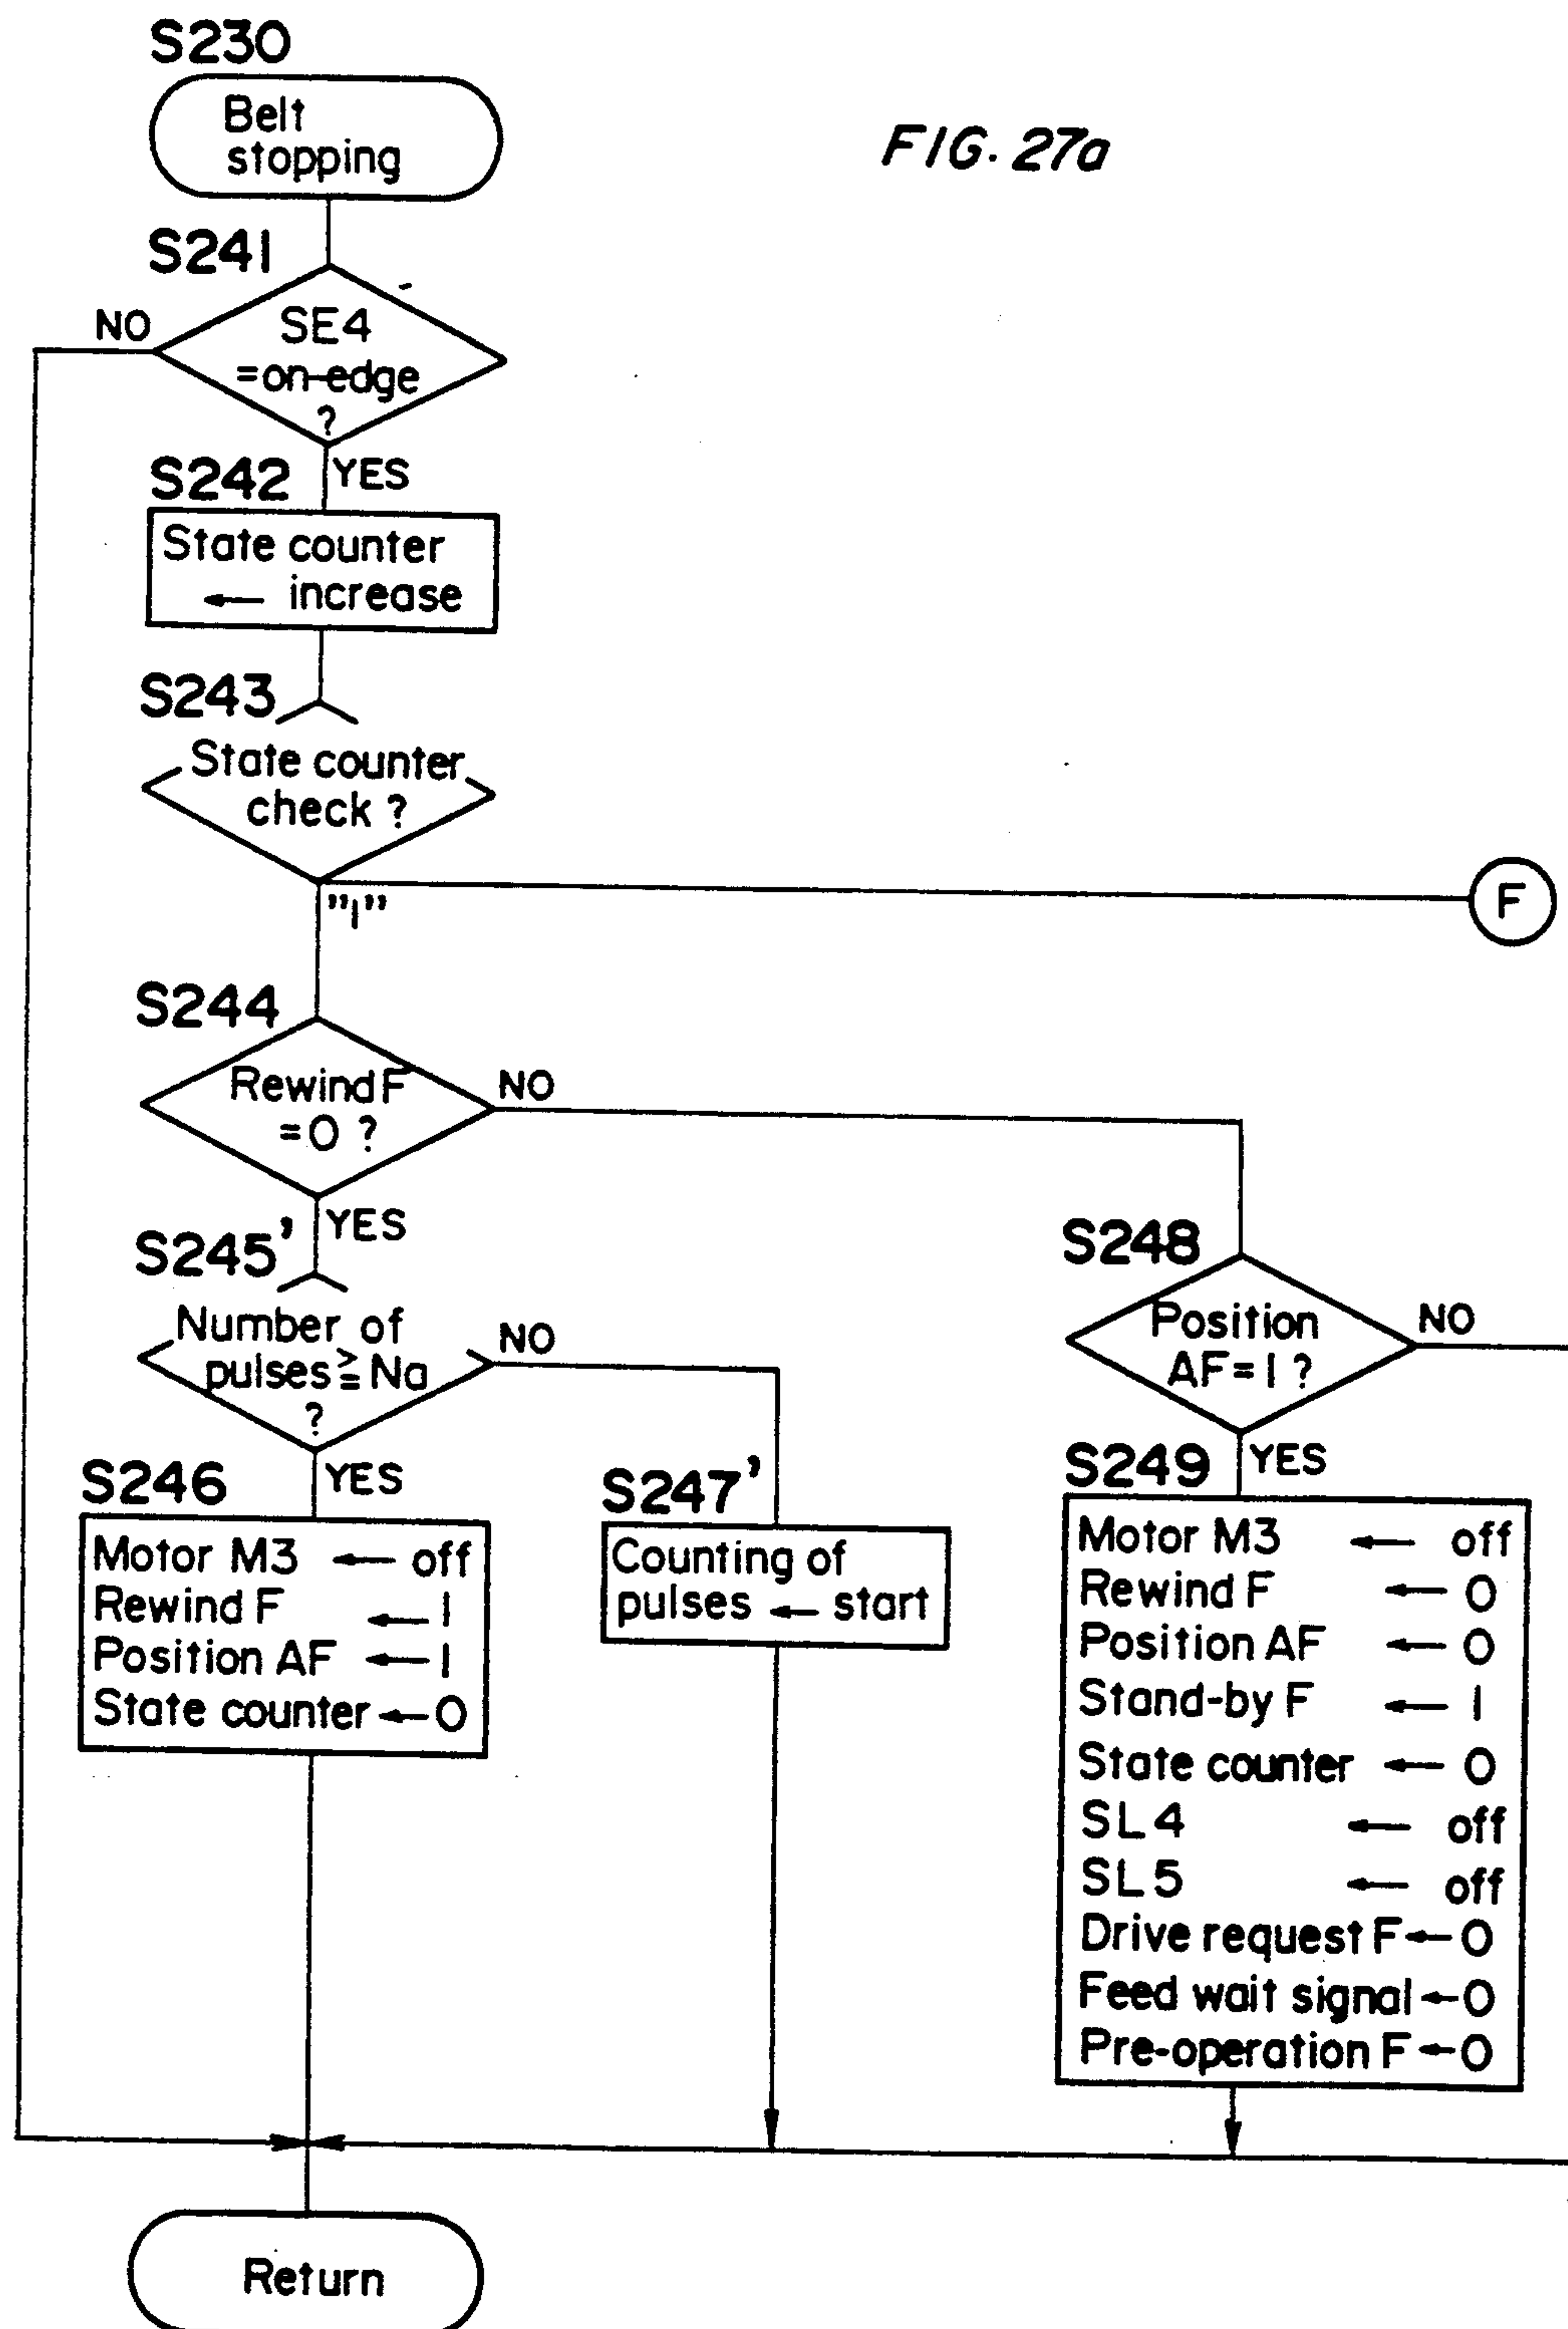 S230
Belt
stopping
FIG. 27a
S241
NO
SE4
=on-edge
?
S242
YES
State counter
← increase
S243
State counter
check ?
"1"
F
S244
Rewind F
=0 ?
NO
YES
S245'
Number of
pulses ≧ Na
?
NO
YES
S248
Position
AF=1 ?
NO
YES
S246
Motor M3 ← off
Rewind F ← 1
Position AF ← 1
State counter ← 0
S247'
Counting of
pulses ← start
S249
Motor M3 ← off
Rewind F ← 0
Position AF ← 0
Stand-by F ← 1
State counter ← 0
SL4 ← off
SL5 ← off
Drive request F ← 0
Feed wait signal ← 0
Pre-operation F ← 0
Return